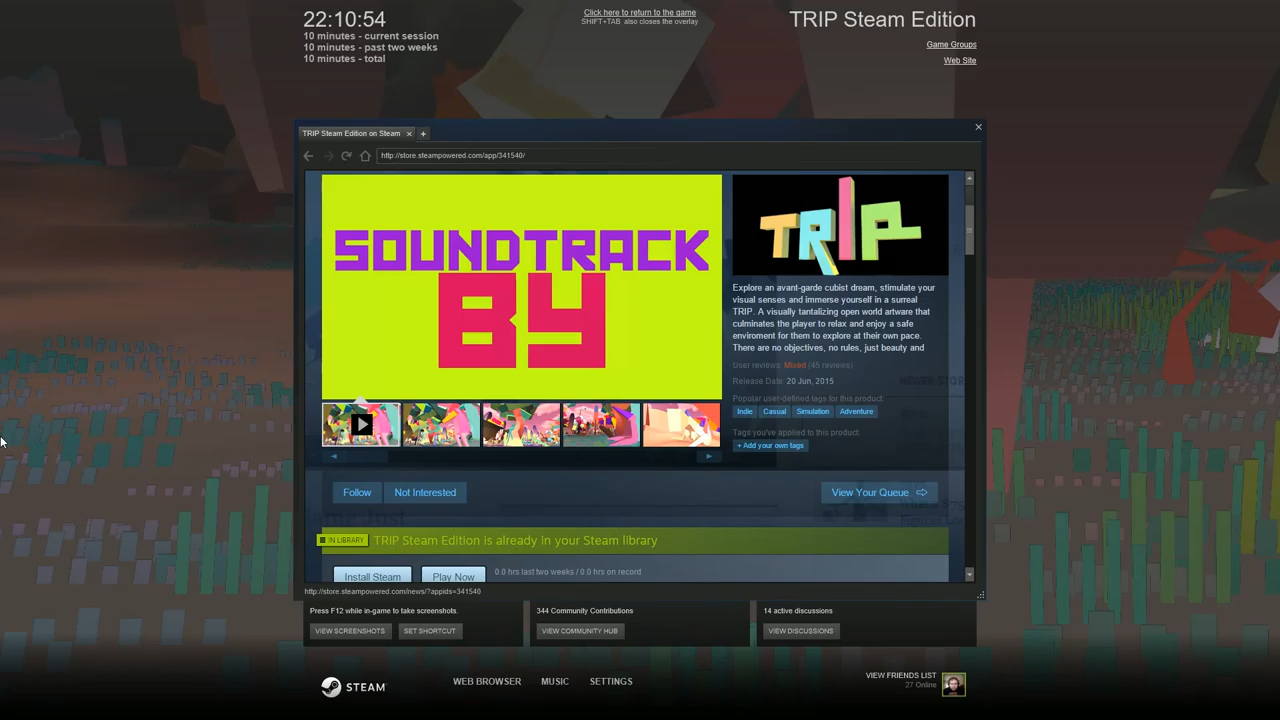 22:10:54
10 minutes - current session
10 minutes - past two weeks
10 minutes - total
Click here to return to the game
SHIFT+TAB also closes the overlay
TRIP Steam Edition
Game Groups
Web Site
TRIP Steam Edition on Steam
http://store.steampowered.com/app/341540/
SOUNDTRACK
BY
TRIP
Explore an avant-garde cubist dream, stimulate your
visual senses and immerse yourself in a surreal
TRIP. A visually tantalizing open world artware that
culminates the player to relax and enjoy a safe
enviroment for them to explore at their own pace.
There are no objectives, no rules, just beauty and
User reviews: Mixed (45 reviews)
Release Date: 20 Jun, 2015
Popular user-defined tags for this product:
Indie Casual Simulation Adventure
Tags you've applied to this product:
+ Add your own tags
Follow Not Interested
View Your Queue
IN LIBRARY
TRIP Steam Edition is already in your Steam library
Install Steam
Play Now
0.0 hrs last two weeks / 0.0 hrs on record
http://store.steampowered.com/news/?appids=341540
Press F12 while in-game to take screenshots.
VIEW SCREENSHOTS SET SHORTCUT
344 Community Contributions
VIEW COMMUNITY HUB
14 active discussions
VIEW DISCUSSIONS
STEAM
WEB BROWSER MUSIC SETTINGS
VIEW FRIENDS LIST
27 Online